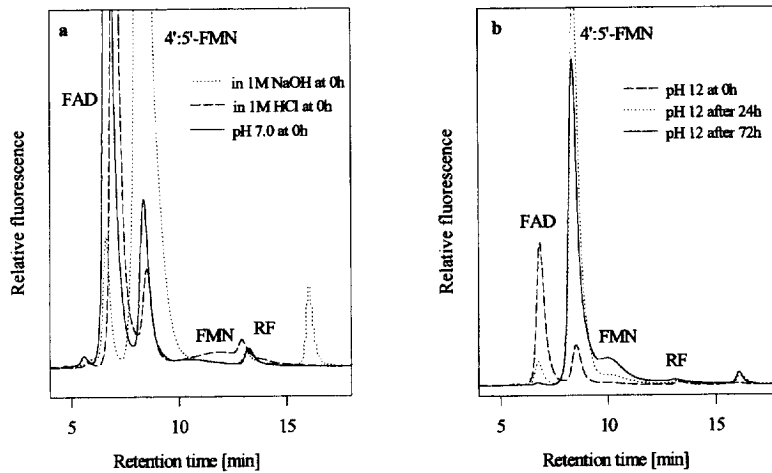 a
4':5'-FMN
in 1M NaOH at 0h
in 1M HCl at 0h
pH 7.0 at 0h
FAD
FMN
RF
Relative fluorescence
5
10
15
Retention time [min]
b
4':5'-FMN
pH 12 at 0h
pH 12 after 24h
pH 12 after 72h
FAD
FMN
RF
Relative fluorescence
5
10
15
Retention time [min]